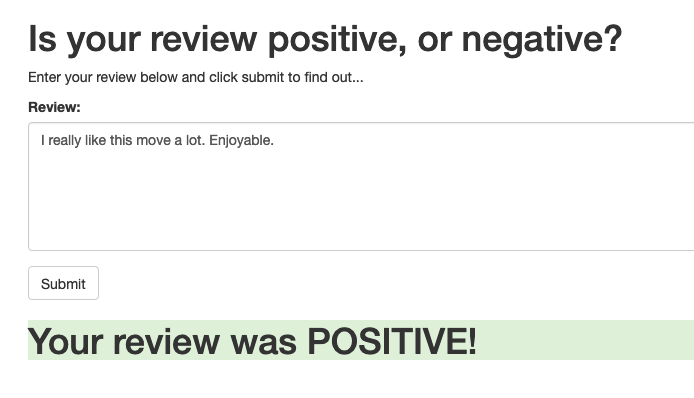 Is your review positive, or negative?
Enter your review below and click submit to find out...
Review:
I really like this move a lot. Enjoyable.
Submit
Your review was POSITIVE!